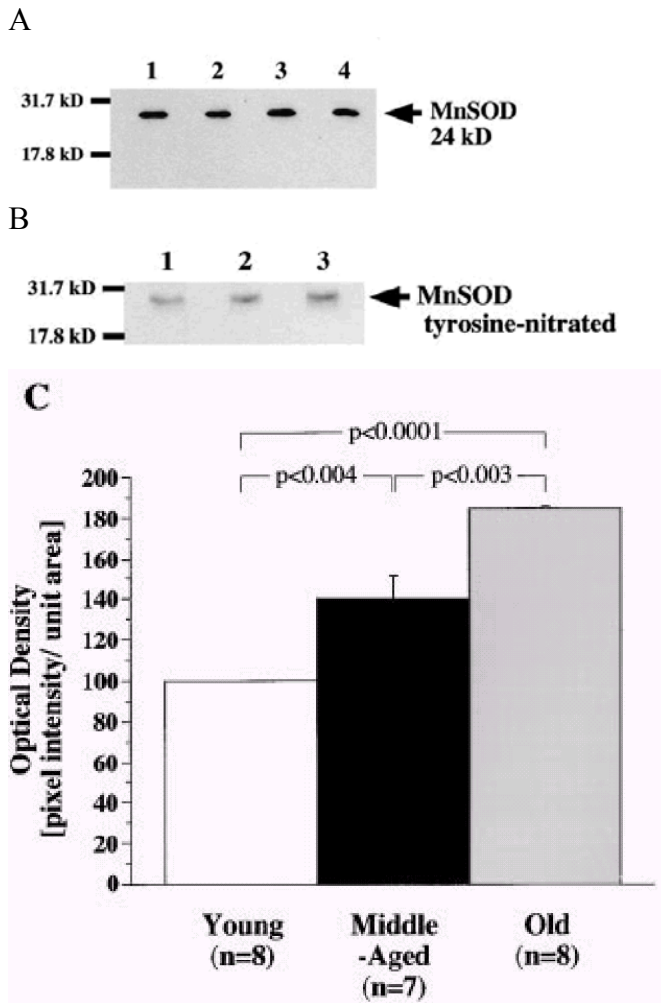 A
1 2 3 4
31.7 kD
MnSOD
24 kD
17.8 kD
B
1 2 3
31.7 kD
MnSOD
tyrosine-nitrated
17.8 kD
C
p<0.0001
p<0.004 p<0.003
200
180
160
140
120
100
80
60
40
20
0
Optical Density
[pixel intensity/ unit area]
Young
(n=8)
Middle
-Aged
(n=7)
Old
(n=8)